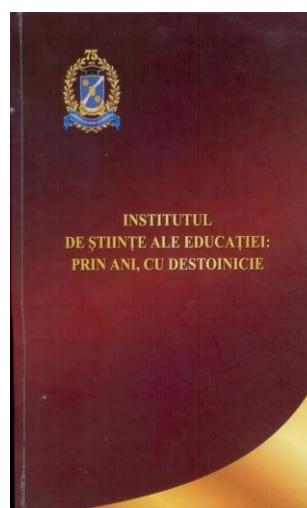 75
INSTITUTUL
DE ȘTIINȚE ALE EDUCAȚIEI:
PRIN ANI, CU DESTOINICIE